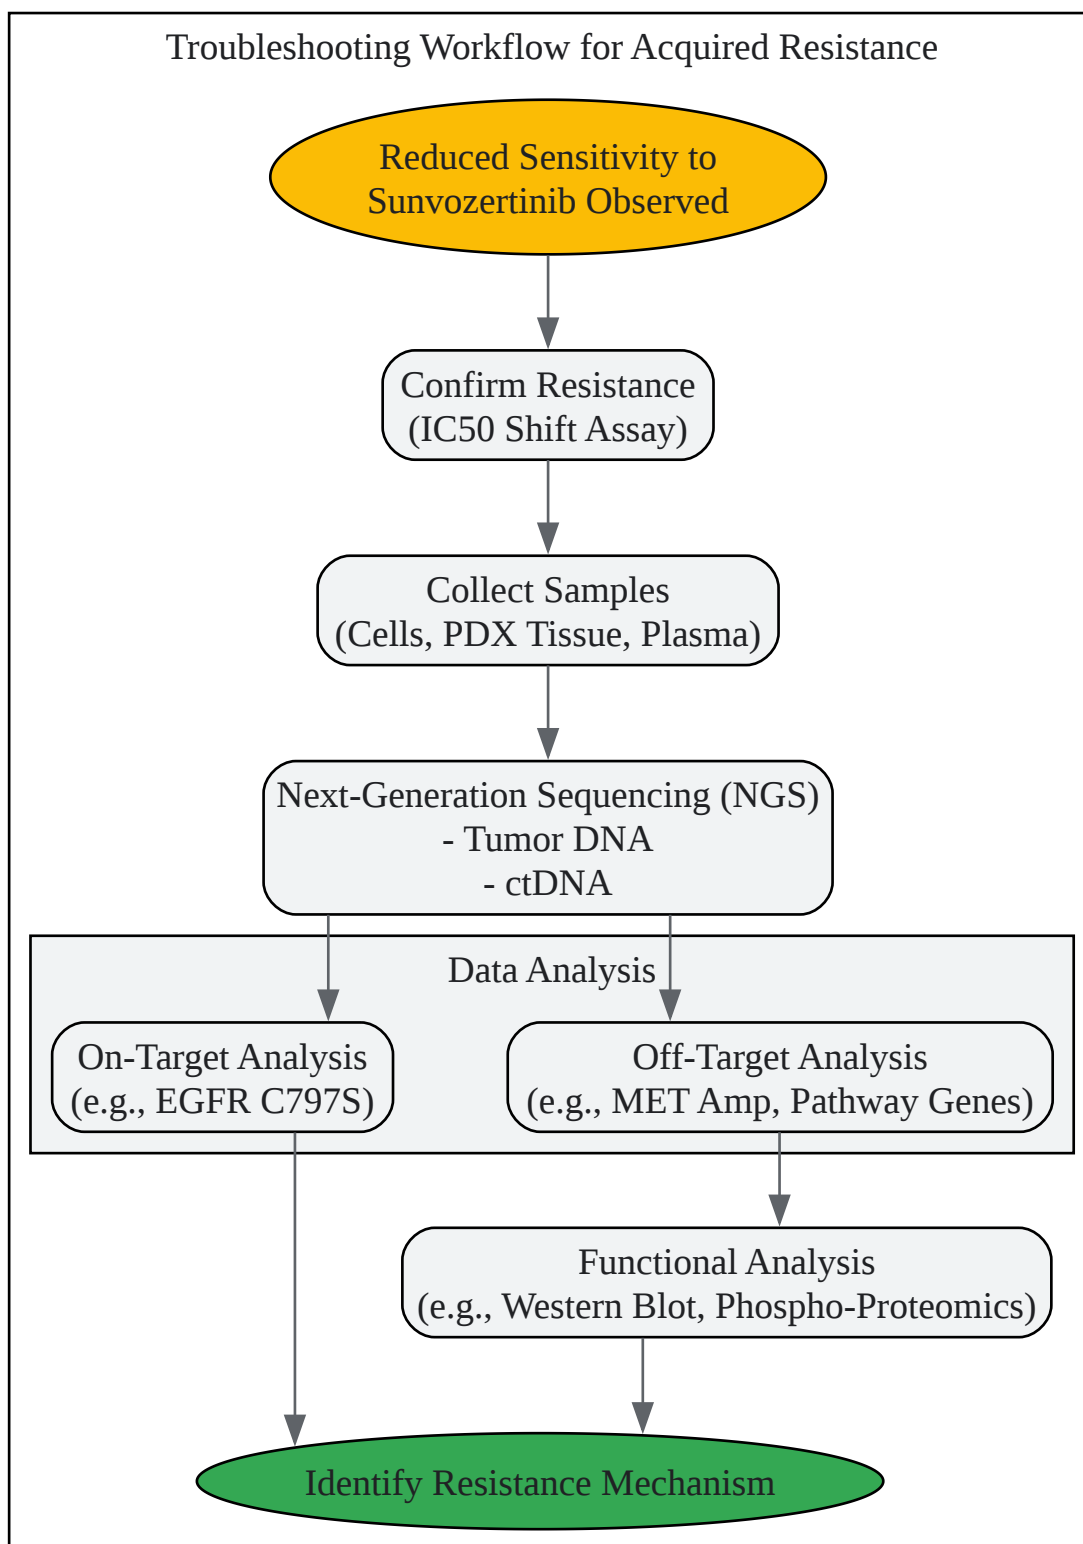 Troubleshooting Workflow for Acquired Resistance
Reduced Sensitivity to
Sunvozertinib Observed
Confirm Resistance
(IC50 Shift Assay)
Collect Samples
(Cells, PDX Tissue, Plasma)
Next-Generation Sequencing (NGS)
- Tumor DNA
- ctDNA
Data Analysis
On-Target Analysis
(e.g., EGFR C797S)
Off-Target Analysis
(e.g., MET Amp, Pathway Genes)
Functional Analysis
(e.g., Western Blot, Phospho-Proteomics)
Identify Resistance Mechanism